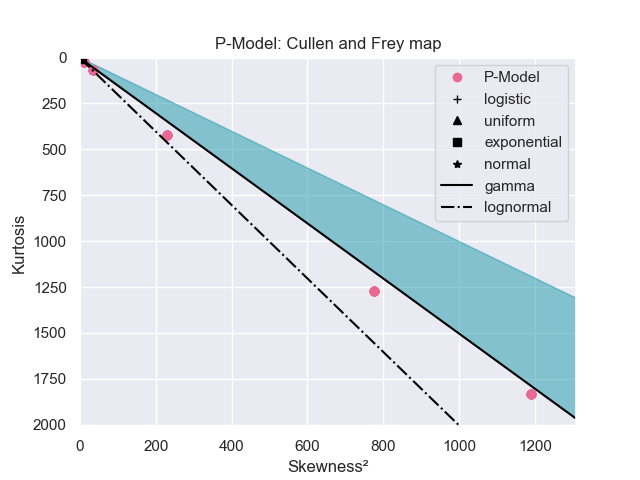 P-Model: Cullen and Frey map
P-Model
logistic
uniform
exponential
normal
gamma
lognormal
Kurtosis
0
250
500
750
1000
1250
1500
1750
2000
0 200 400 600 800 1000 1200
Skewness²